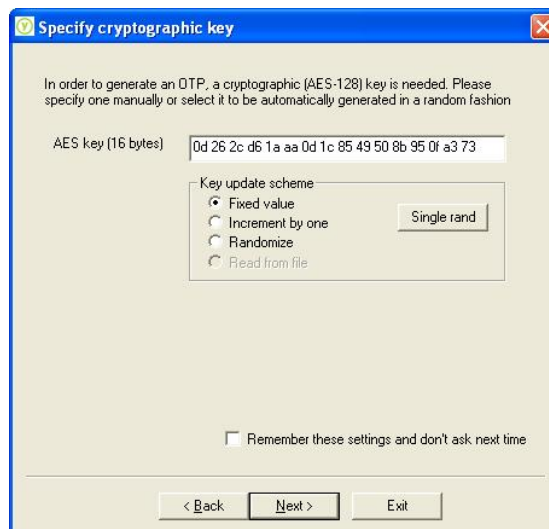 Specify cryptographic key
In order to generate an OTP, a cryptographic (AES-128) key is needed. Please
specify one manually or select it to be automatically generated in a random fashion
AES key (16 bytes) 0d 26 2c d6 1a aa 0d 1c 85 49 50 8b 95 0f a3 73
Key update scheme
Fixed value
Increment by one
Single rand
Randomize
Read from file
Remember these settings and don't ask next time
< Back Next > Exit